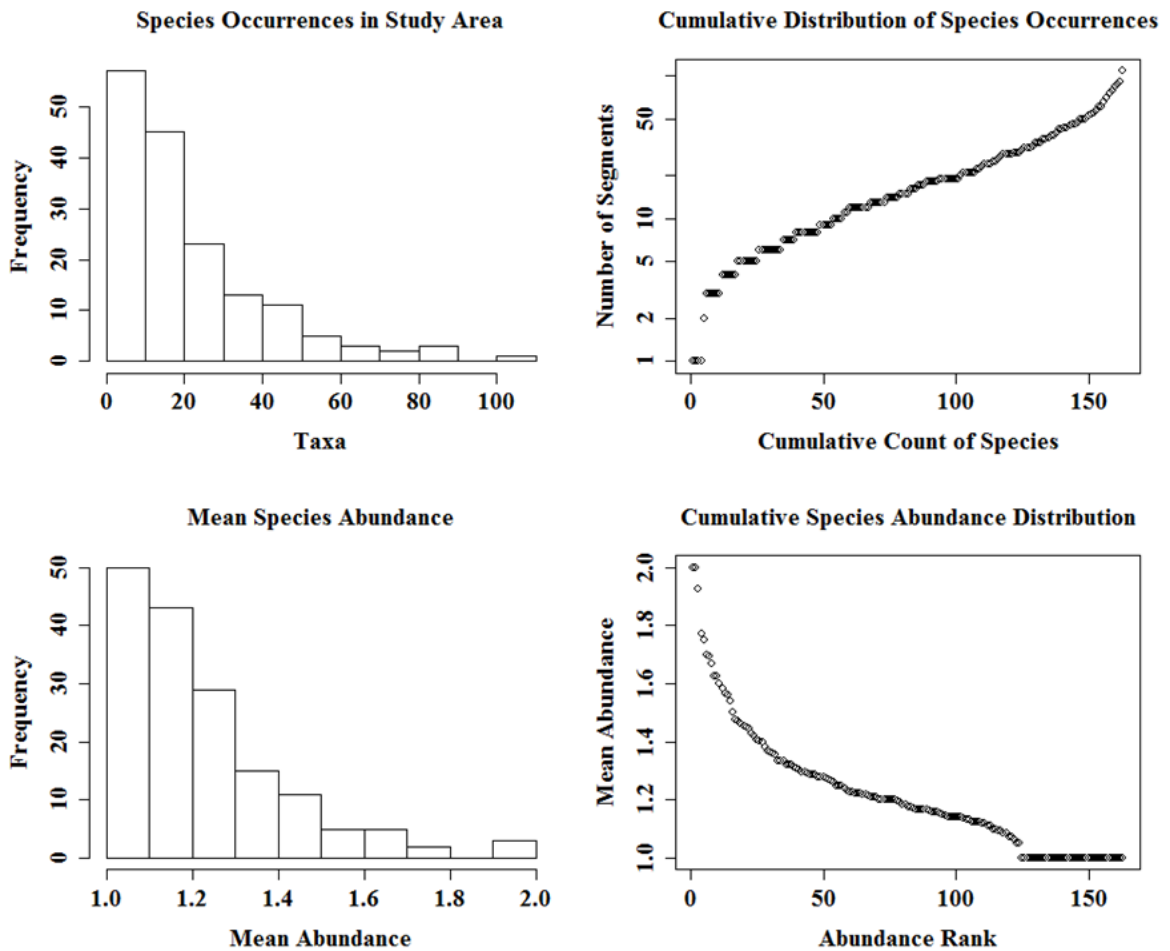 Species Occurrences in Study Area
Frequency
0 10 20 30 40 50
0 20 40 60 80 100
Taxa
Cumulative Distribution of Species Occurrences
Number of Segments
1 2 5 10 50
0 50 100 150
Cumulative Count of Species
Mean Species Abundance
Frequency
0 10 20 30 40 50
1.0 1.2 1.4 1.6 1.8 2.0
Mean Abundance
Cumulative Species Abundance Distribution
Mean Abundance
1.0 1.2 1.4 1.6 1.8 2.0
0 50 100 150
Abundance Rank